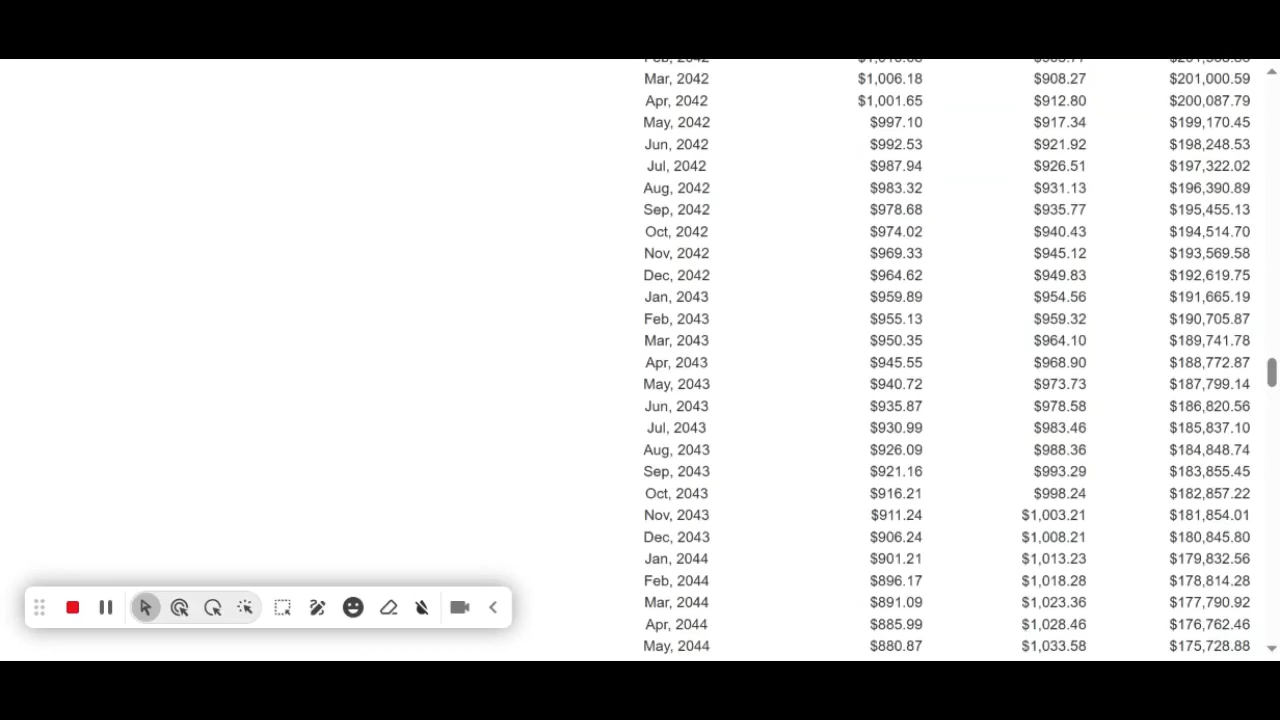 Mar, 2042 $1,006.18 $908.27 $201,000.59
Apr, 2042 $1,001.65 $912.80 $200,087.79
May, 2042 $997.10 $917.34 $199,170.45
Jun, 2042 $992.53 $921.92 $198,248.53
Jul, 2042 $987.94 $926.51 $197,322.02
Aug, 2042 $983.32 $931.13 $196,390.89
Sep, 2042 $978.68 $935.77 $195,455.13
Oct, 2042 $974.02 $940.43 $194,514.70
Nov, 2042 $969.33 $945.12 $193,569.58
Dec, 2042 $964.62 $949.83 $192,619.75
Jan, 2043 $959.89 $954.56 $191,665.19
Feb, 2043 $955.13 $959.32 $190,705.87
Mar, 2043 $950.35 $964.10 $189,741.78
Apr, 2043 $945.55 $968.90 $188,772.87
May, 2043 $940.72 $973.73 $187,799.14
Jun, 2043 $935.87 $978.58 $186,820.56
Jul, 2043 $930.99 $983.46 $185,837.10
Aug, 2043 $926.09 $988.36 $184,848.74
Sep, 2043 $921.16 $993.29 $183,855.45
Oct, 2043 $916.21 $998.24 $182,857.22
Nov, 2043 $911.24 $1,003.21 $181,854.01
Dec, 2043 $906.24 $1,008.21 $180,845.80
Jan, 2044 $901.21 $1,013.23 $179,832.56
Feb, 2044 $896.17 $1,018.28 $178,814.28
Mar, 2044 $891.09 $1,023.36 $177,790.92
Apr, 2044 $885.99 $1,028.46 $176,762.46
May, 2044 $880.87 $1,033.58 $175,728.88